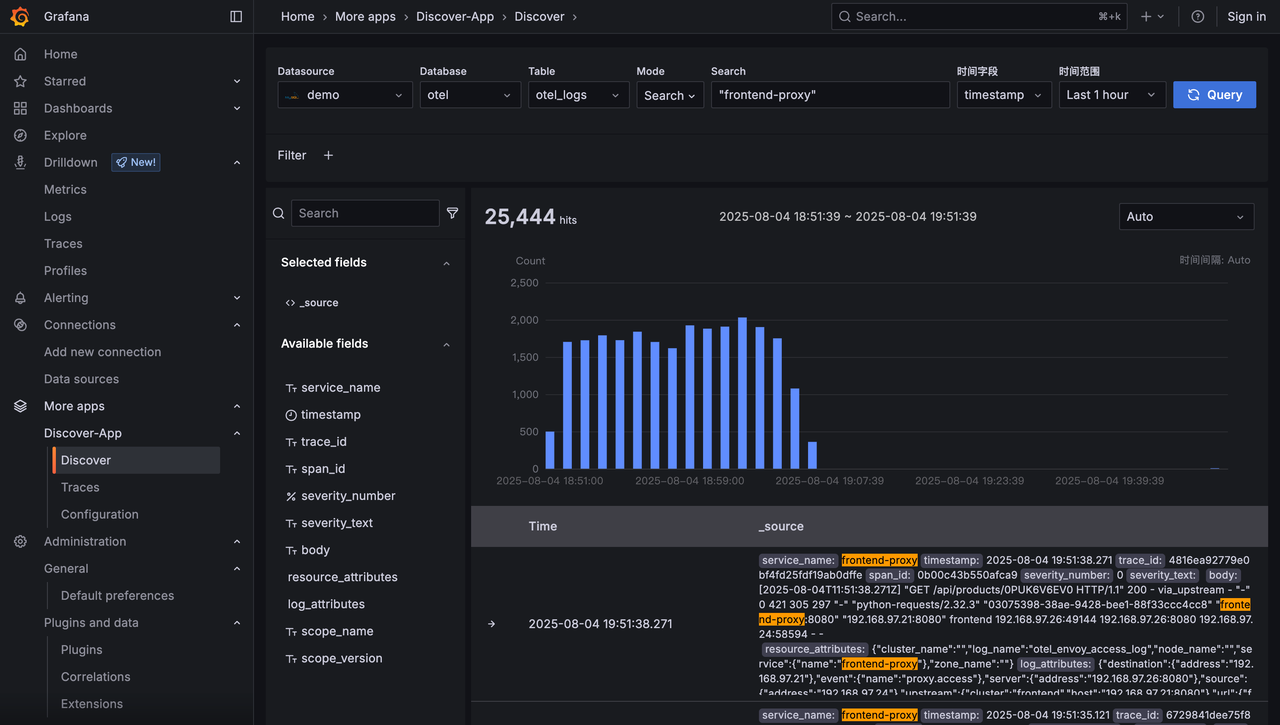 Grafana
Home
Starred
Dashboards
Explore
Drilldown New!
Metrics
Logs
Traces
Profiles
Alerting
Connections
Add new connection
Data sources
More apps
Discover-App
Discover
Traces
Configuration
Administration
General
Default preferences
Plugins and data
Plugins
Correlations
Extensions
Home > More apps > Discover-App > Discover >
Search... ⌘+k
Sign in
Datasource Database Table Mode Search 时间字段 时间范围
demo otel otel_logs Search "frontend-proxy" timestamp Last 1 hour Query
Filter +
Search
Selected fields
_source
Available fields
service_name
timestamp
trace_id
span_id
severity_number
severity_text
body
resource_attributes
log_attributes
scope_name
scope_version
25,444 hits
2025-08-04 18:51:39 ~ 2025-08-04 19:51:39
Auto
Count
时间间隔: Auto
2,500
2,000
1,500
1,000
500
0
2025-08-04 18:51:00 2025-08-04 18:59:00 2025-08-04 19:07:39 2025-08-04 19:23:39 2025-08-04 19:39:39
Time _source
2025-08-04 19:51:38.271
service_name: frontend-proxy timestamp: 2025-08-04 19:51:38.271 trace_id: 4816ea92779e0
bf4fd25fdf19ab0dffe span_id: 0b00c43b550afca9 severity_number: 0 severity_text: body:
[2025-08-04T11:51:38.271Z] "GET /api/products/0PUK6V6EV0 HTTP/1.1" 200 - via_upstream - "-"
0 421 305 297 "-" "python-requests/2.32.3" "03075398-38ae-9428-bee1-88f33ccc4cc8" "fronte
nd-proxy:8080" "192.168.97.21:8080" frontend 192.168.97.26:49144 192.168.97.26:8080 192.168.97.
24:58594 - -
resource_attributes: {"cluster_name":"","log_name":"otel_envoy_access_log","node_name":"","se
rvice":{"name":"frontend-proxy"},"zone_name":""} log_attributes: {"destination":{"address":"192.
168.97.21"},"event":{"name":"proxy.access"},"server":{"address":"192.168.97.26:8080"},"source":
{"address":"192.168.97.24"},"upstream":{"cluster":"frontend","host":"192.168.97.21:8080"},"url":{"f
service_name: frontend-proxy timestamp: 2025-08-04 19:51:35.121 trace_id: 6729841dee75f8